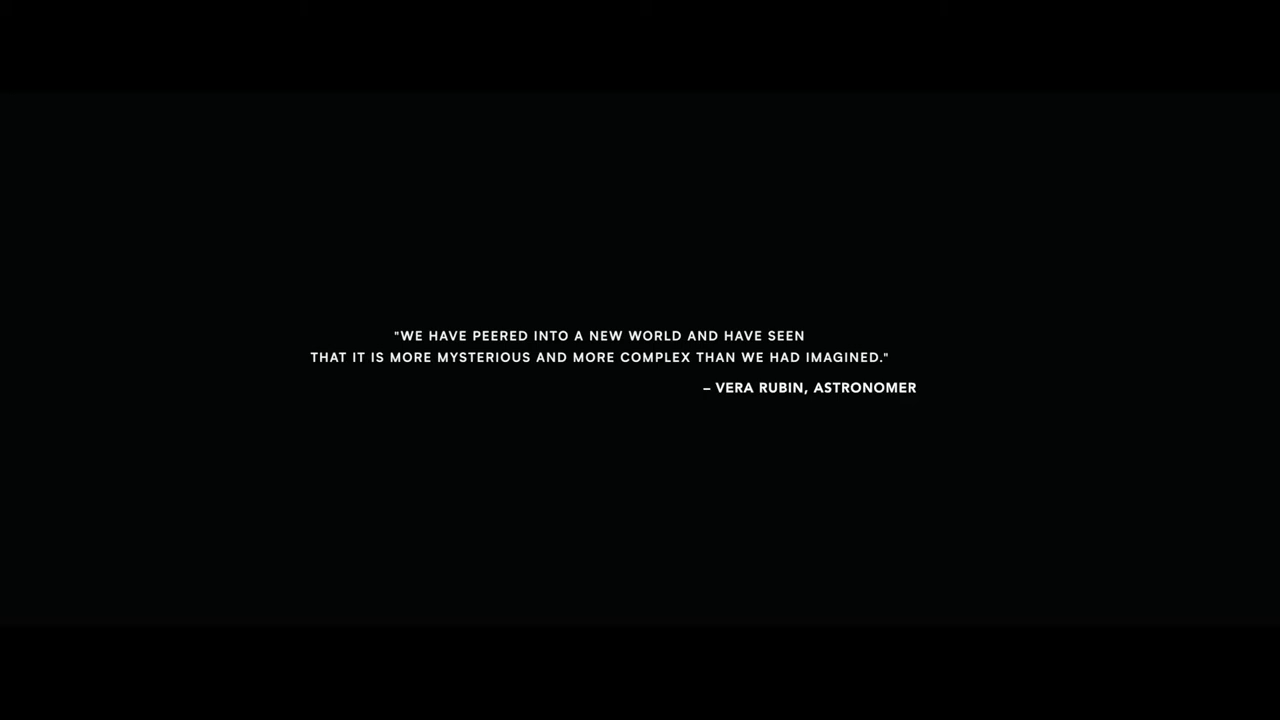 "WE HAVE PEERED INTO A NEW WORLD AND HAVE SEEN
THAT IT IS MORE MYSTERIOUS AND MORE COMPLEX THAN WE HAD IMAGINED."
– VERA RUBIN, ASTRONOMER